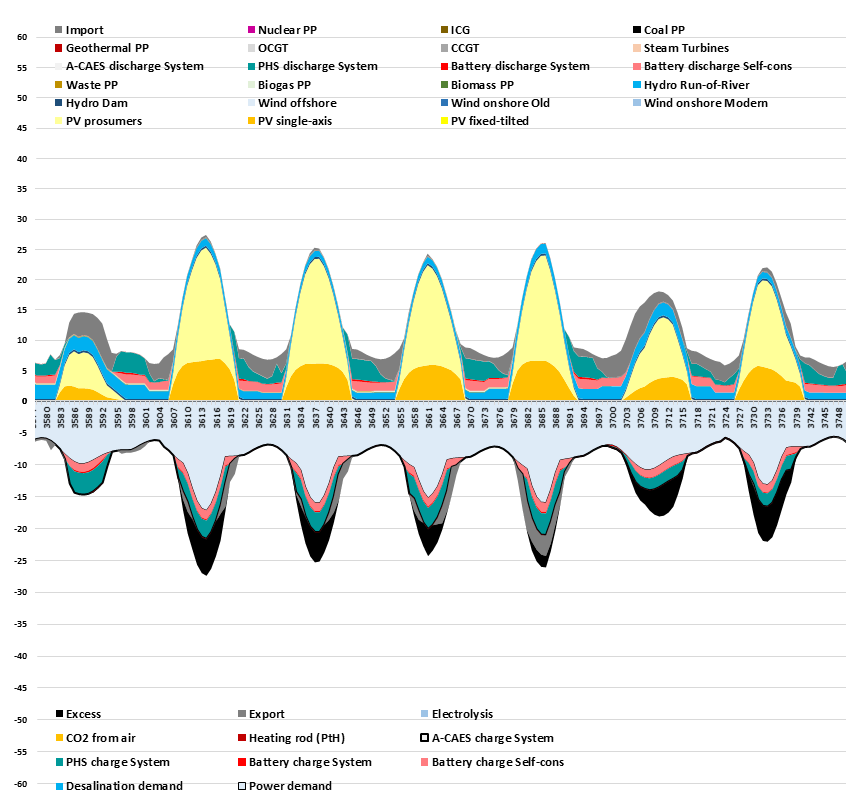 60
Import Nuclear PP ICG Coal PP
Geothermal PP OCGT CCGT Steam Turbines
55
A-CAES discharge System PHS discharge System Battery discharge System Battery discharge Self-cons
Waste PP Biogas PP Biomass PP Hydro Run-of-River
50
Hydro Dam Wind offshore Wind onshore Old Wind onshore Modern
PV prosumers PV single-axis PV fixed-tilted
45
40
35
30
25
20
15
10
5
0
3580 3583 3586 3589 3592 3595 3598 3601 3604 3607 3610 3613 3616 3619 3622 3625 3628 3631 3634 3637 3640 3643 3646 3649 3652 3655 3658 3661 3664 3667 3670 3673 3676 3679 3682 3685 3688 3691 3694 3697 3700 3703 3706 3709 3712 3715 3718 3721 3724 3727 3730 3733 3736 3739 3742 3745 3748
-5
-10
-15
-20
-25
-30
-35
-40
-45
-50
Excess Export Electrolysis
CO2 from air Heating rod (PtH) A-CAES charge System
-55
PHS charge System Battery charge System Battery charge Self-cons
-60
Desalination demand Power demand